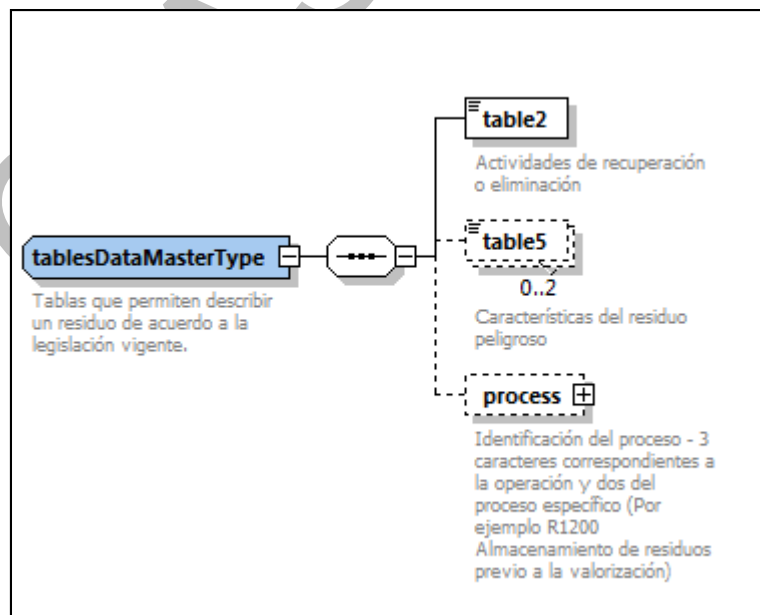 table2
Actividades de recuperación
o eliminación
tablesDataMasterType
Tablas que permiten describir
un residuo de acuerdo a la
legislación vigente.
table5
0..2
Características del residuo
peligroso
process
Identificación del proceso - 3
caracteres correspondientes a
la operación y dos del
proceso específico (Por
ejemplo R1200
Almacenamiento de residuos
previo a la valorización)